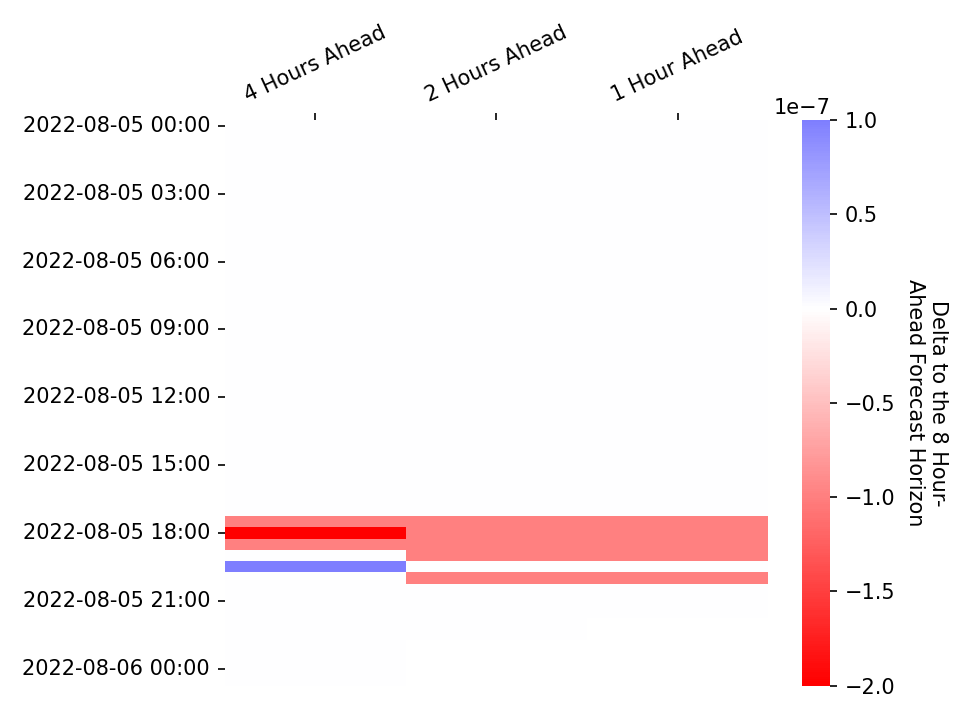 4 Hours Ahead
2 Hours Ahead
1 Hour Ahead
1e−7
2022-08-05 00:00
2022-08-05 03:00
2022-08-05 06:00
2022-08-05 09:00
2022-08-05 12:00
2022-08-05 15:00
2022-08-05 18:00
2022-08-05 21:00
2022-08-06 00:00
1.0
0.5
0.0
−0.5
−1.0
−1.5
−2.0
Delta to the 8 Hour-
Ahead Forecast Horizon